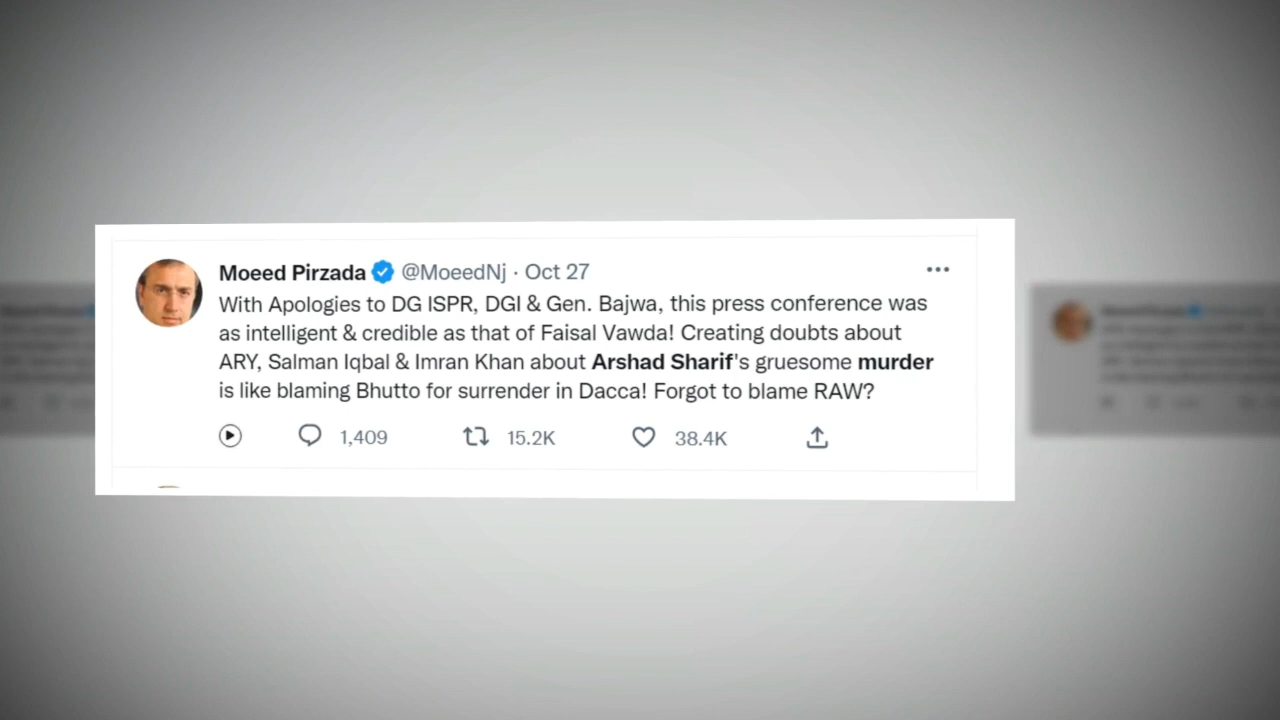 Moeed Pirzada @MoeedNj · Oct 27
With Apologies to DG ISPR, DGI & Gen. Bajwa, this press conference was
as intelligent & credible as that of Faisal Vawda! Creating doubts about
ARY, Salman Iqbal & Imran Khan about Arshad Sharif's gruesome murder
is like blaming Bhutto for surrender in Dacca! Forgot to blame RAW?
1,409 15.2K 38.4K